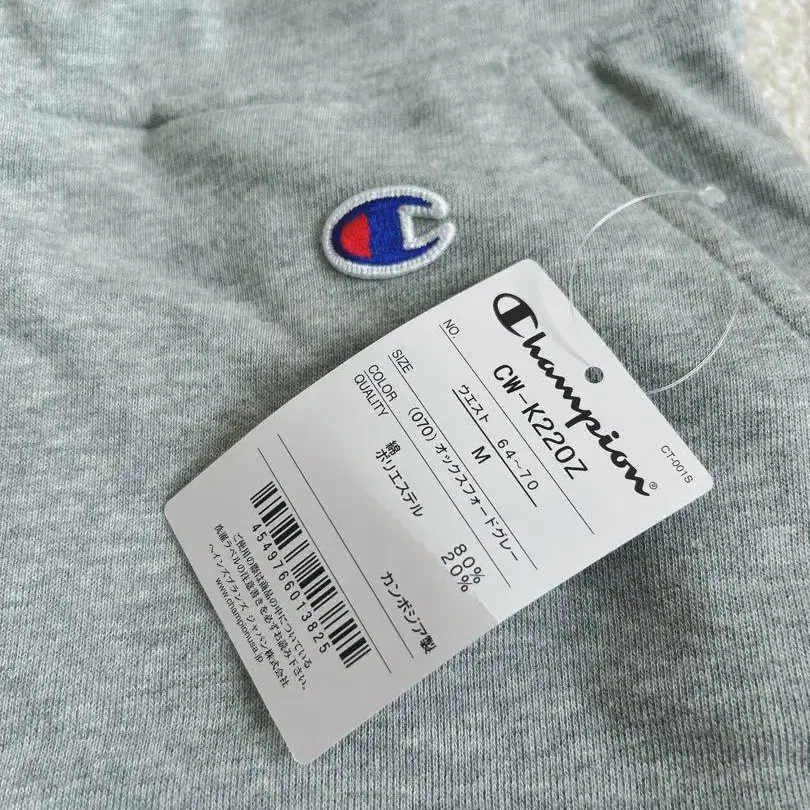 CT-001S
Champion®
NO. CW-K220Z
SIZE ウエスト 64~70
M
COLOR (070) オックスフォードグレー
QUALITY 綿 80%
ポリエステル 20%
カンボジア製
4549766013825
ご使用の際は商品の中についている
洗濯ラベルの注意書きを必ずお読み下さい。
ヘインズブランズ ジャパン株式会社
www.championusa.jp